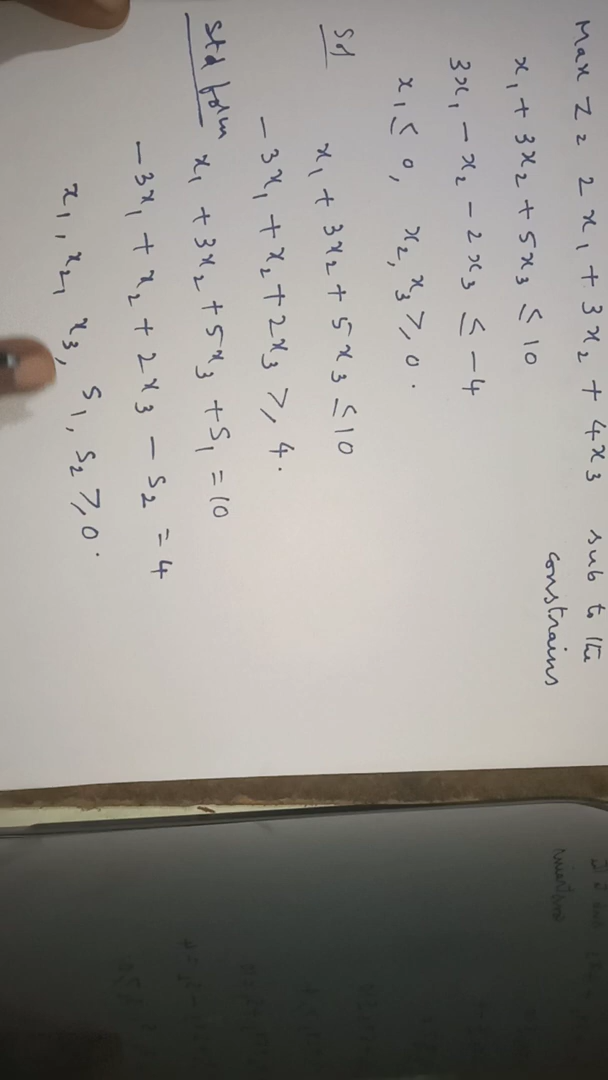 Max Z = 2x₁ + 3x₂ + 4x₃ sub to the
constrains
x₁ + 3x₂ + 5x₃ ≤ 10
3x₁ - x₂ - 2x₃ ≤ -4
x₁ ≤ 0, x₂, x₃ ≥ 0.
Sol
x₁ + 3x₂ + 5x₃ ≤ 10
-3x₁ + x₂ + 2x₃ ≥ 4.
Std form
x₁ + 3x₂ + 5x₃ + S₁ = 10
-3x₁ + x₂ + 2x₃ - S₂ = 4
x₁, x₂, x₃, S₁, S₂ ≥ 0.